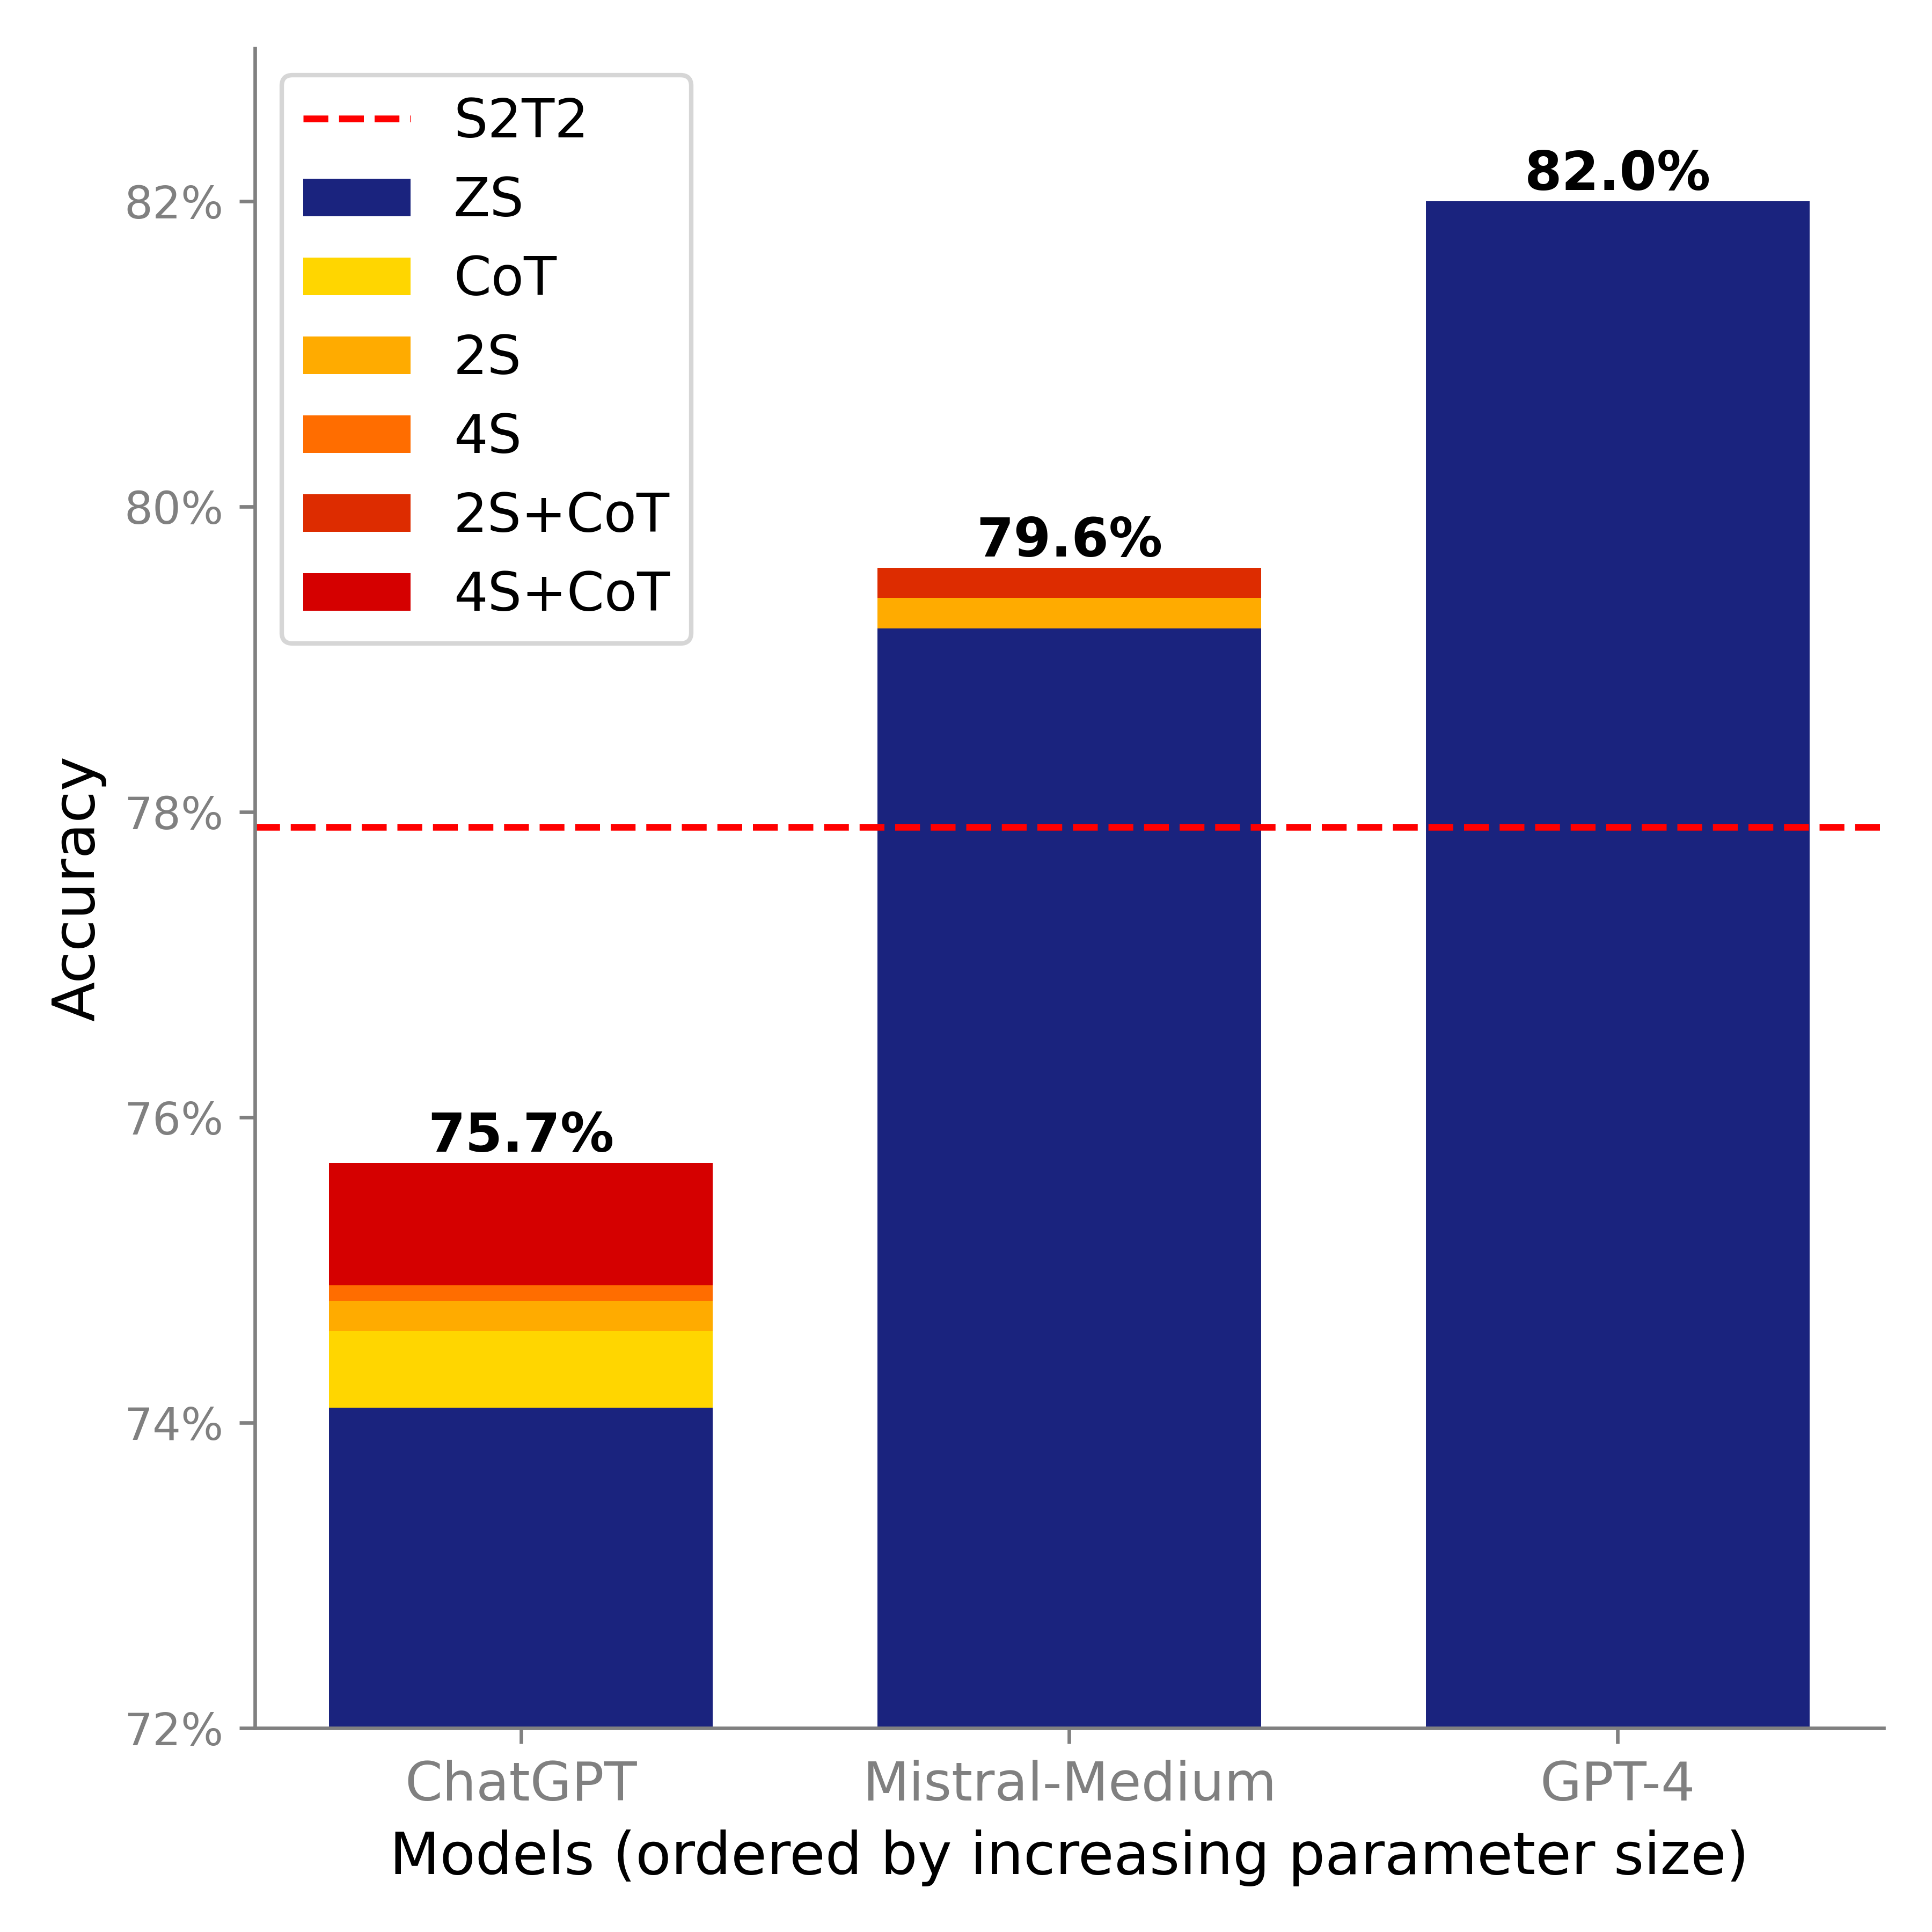 S2T2
ZS
CoT
2S
4S
2S+CoT
4S+CoT
82.0%
79.6%
75.7%
82%
80%
78%
76%
74%
72%
Accuracy
ChatGPT
Mistral-Medium
GPT-4
Models (ordered by increasing parameter size)